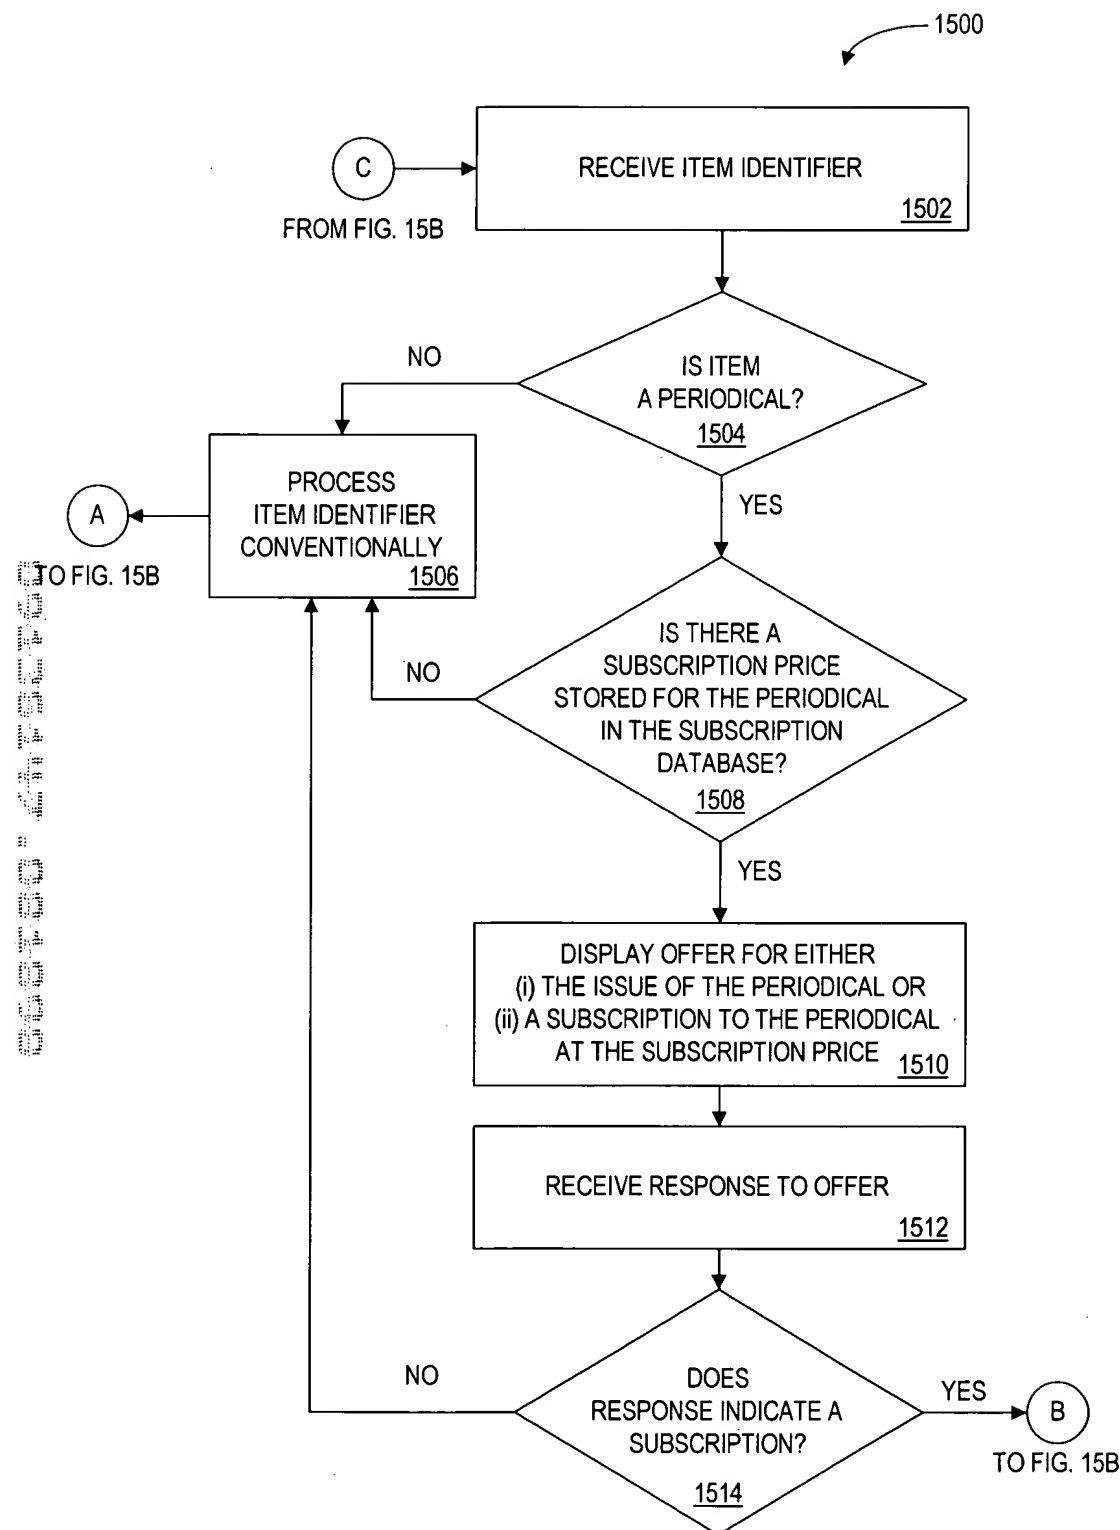 1500
C
FROM FIG. 15B
RECEIVE ITEM IDENTIFIER
1502
NO
IS ITEM
A PERIODICAL?
1504
YES
PROCESS
ITEM IDENTIFIER
CONVENTIONALLY
1506
A
TO FIG. 15B
IS THERE A
SUBSCRIPTION PRICE
STORED FOR THE PERIODICAL
IN THE SUBSCRIPTION
DATABASE?
1508
NO
YES
DISPLAY OFFER FOR EITHER
(i) THE ISSUE OF THE PERIODICAL OR
(ii) A SUBSCRIPTION TO THE PERIODICAL
AT THE SUBSCRIPTION PRICE
1510
RECEIVE RESPONSE TO OFFER
1512
NO
DOES
RESPONSE INDICATE A
SUBSCRIPTION?
1514
YES
B
TO FIG. 15B